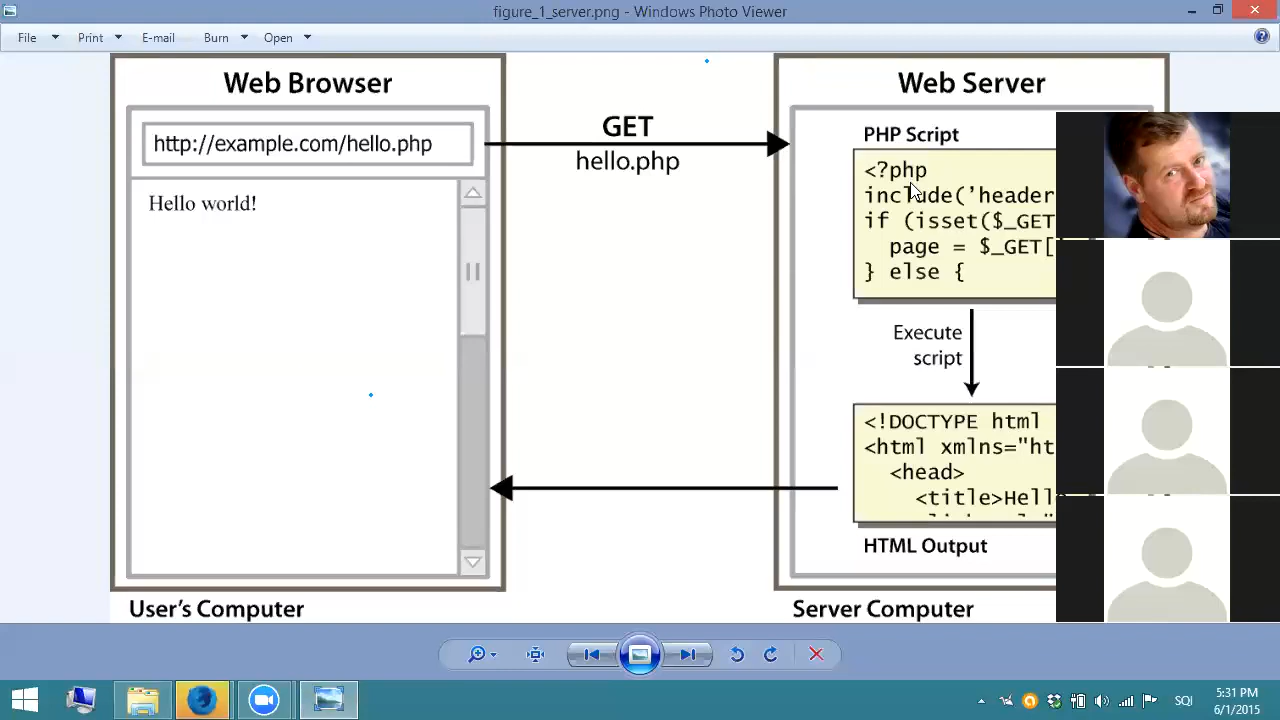 figure_1_server.png - Windows Photo Viewer
File Print E-mail Burn Open
Web Browser
http://example.com/hello.php
Hello world!
User's Computer
GET
hello.php
Web Server
PHP Script
<?php
include('header
if (isset($_GET
page = $_GET[
} else {
Execute
script
<!DOCTYPE html
<html xmlns="ht
<head>
<title>Hell
HTML Output
Server Computer
SQI
5:31 PM
6/1/2015